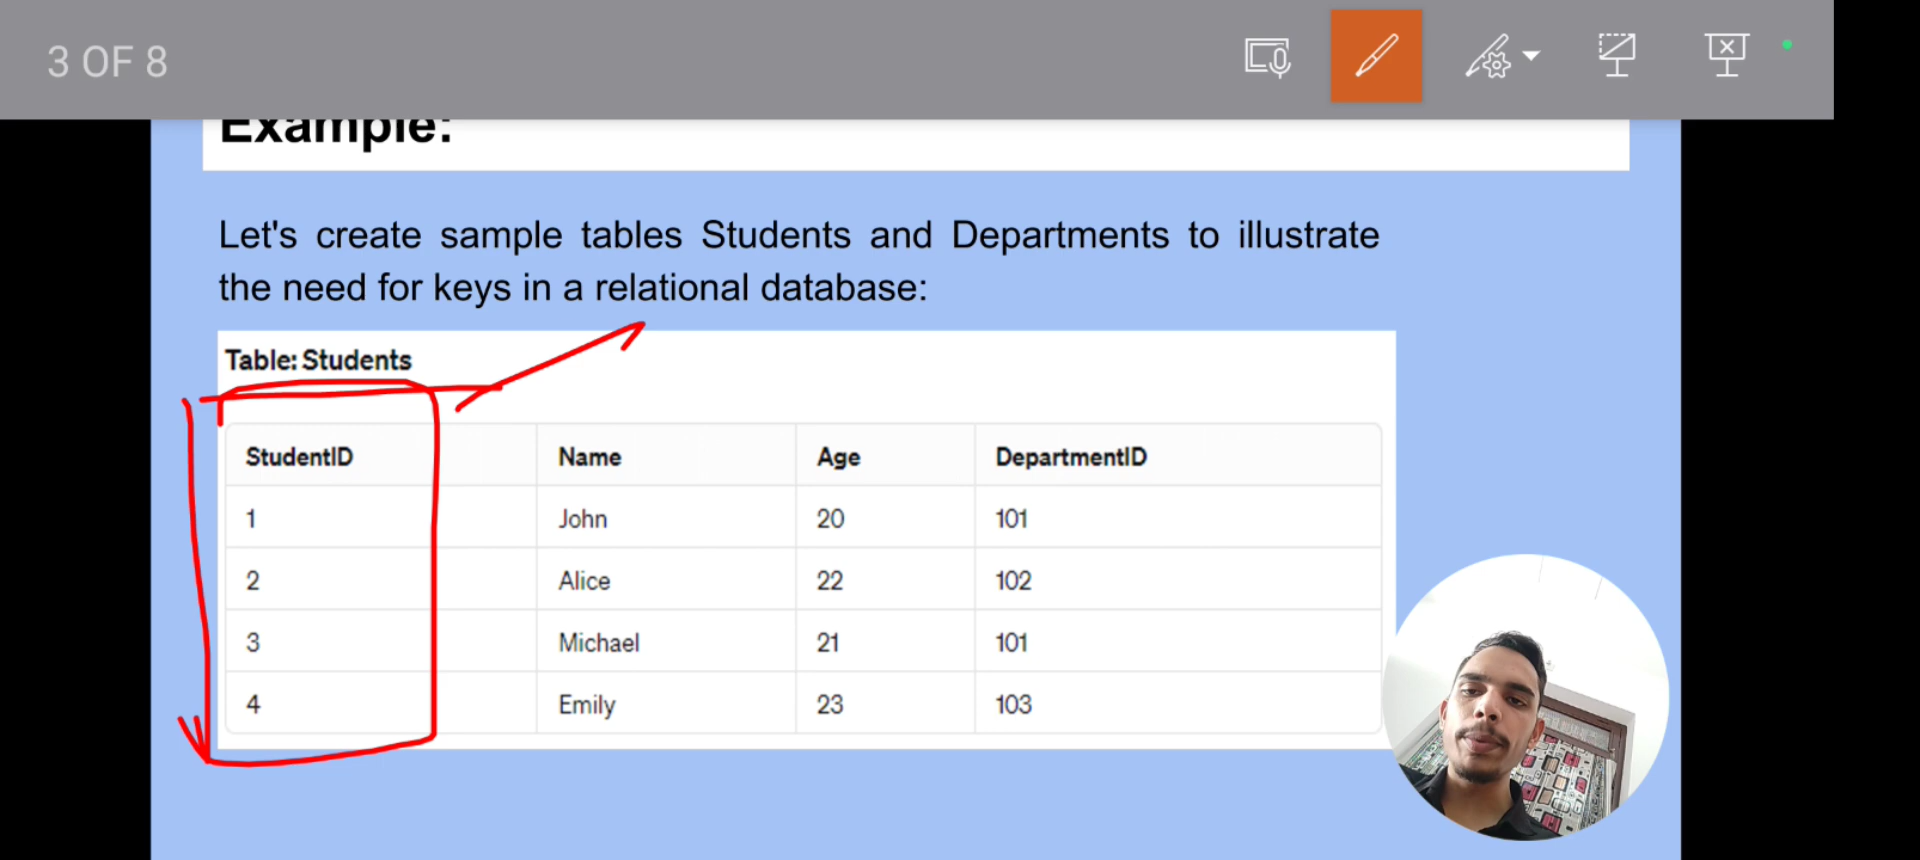 3 OF 8
Example:
Let's create sample tables Students and Departments to illustrate
the need for keys in a relational database:
Table: Students
StudentID Name Age DepartmentID
1 John 20 101
2 Alice 22 102
3 Michael 21 101
4 Emily 23 103